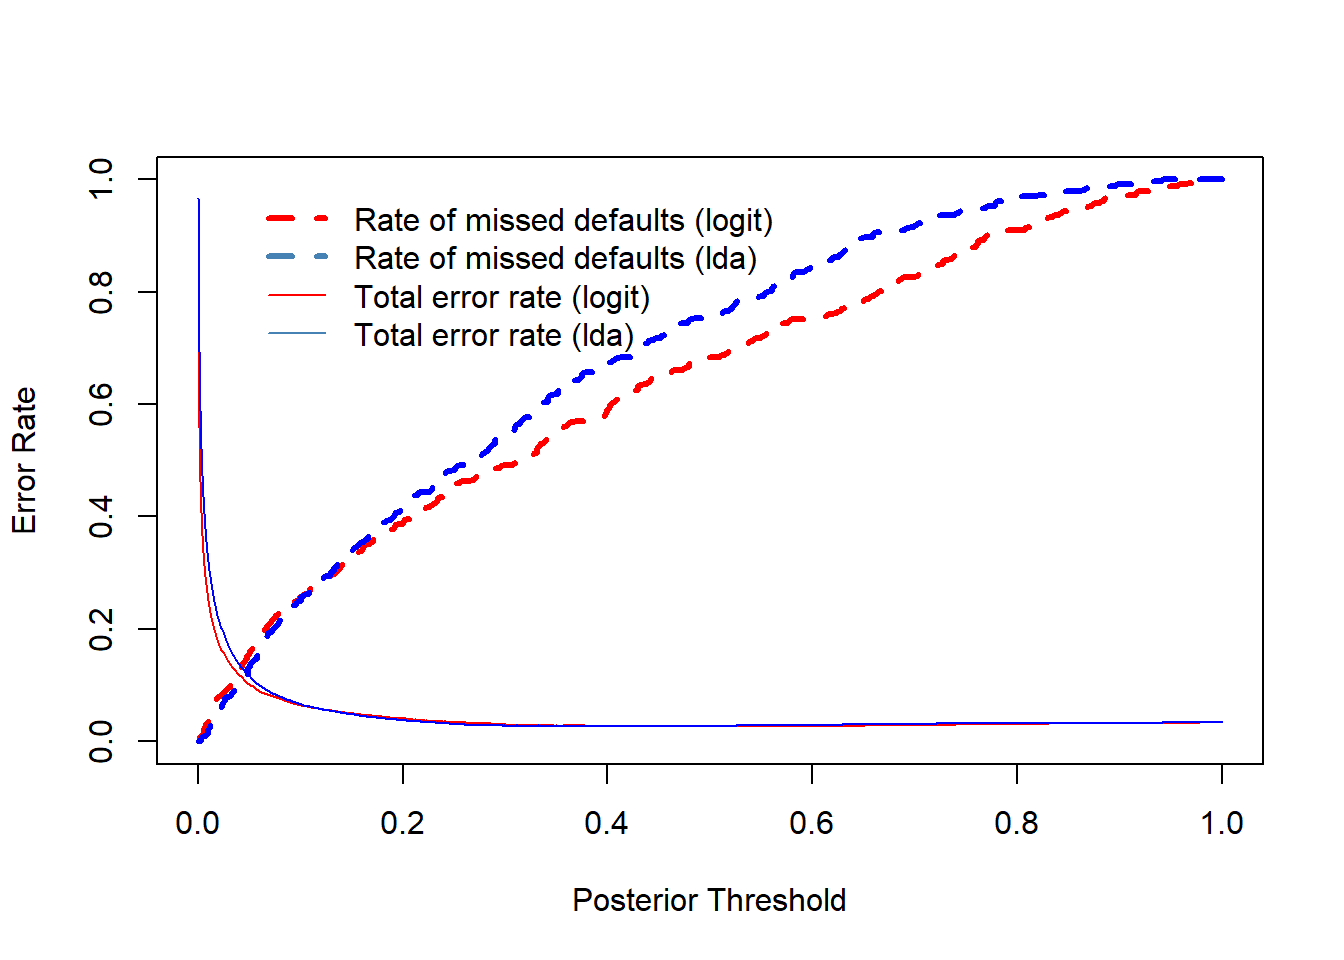 Rate of missed defaults (logit)
Rate of missed defaults (lda)
Total error rate (logit)
Total error rate (lda)
Error Rate
1.0
0.8
0.6
0.4
0.2
0.0
0.0 0.2 0.4 0.6 0.8 1.0
Posterior Threshold